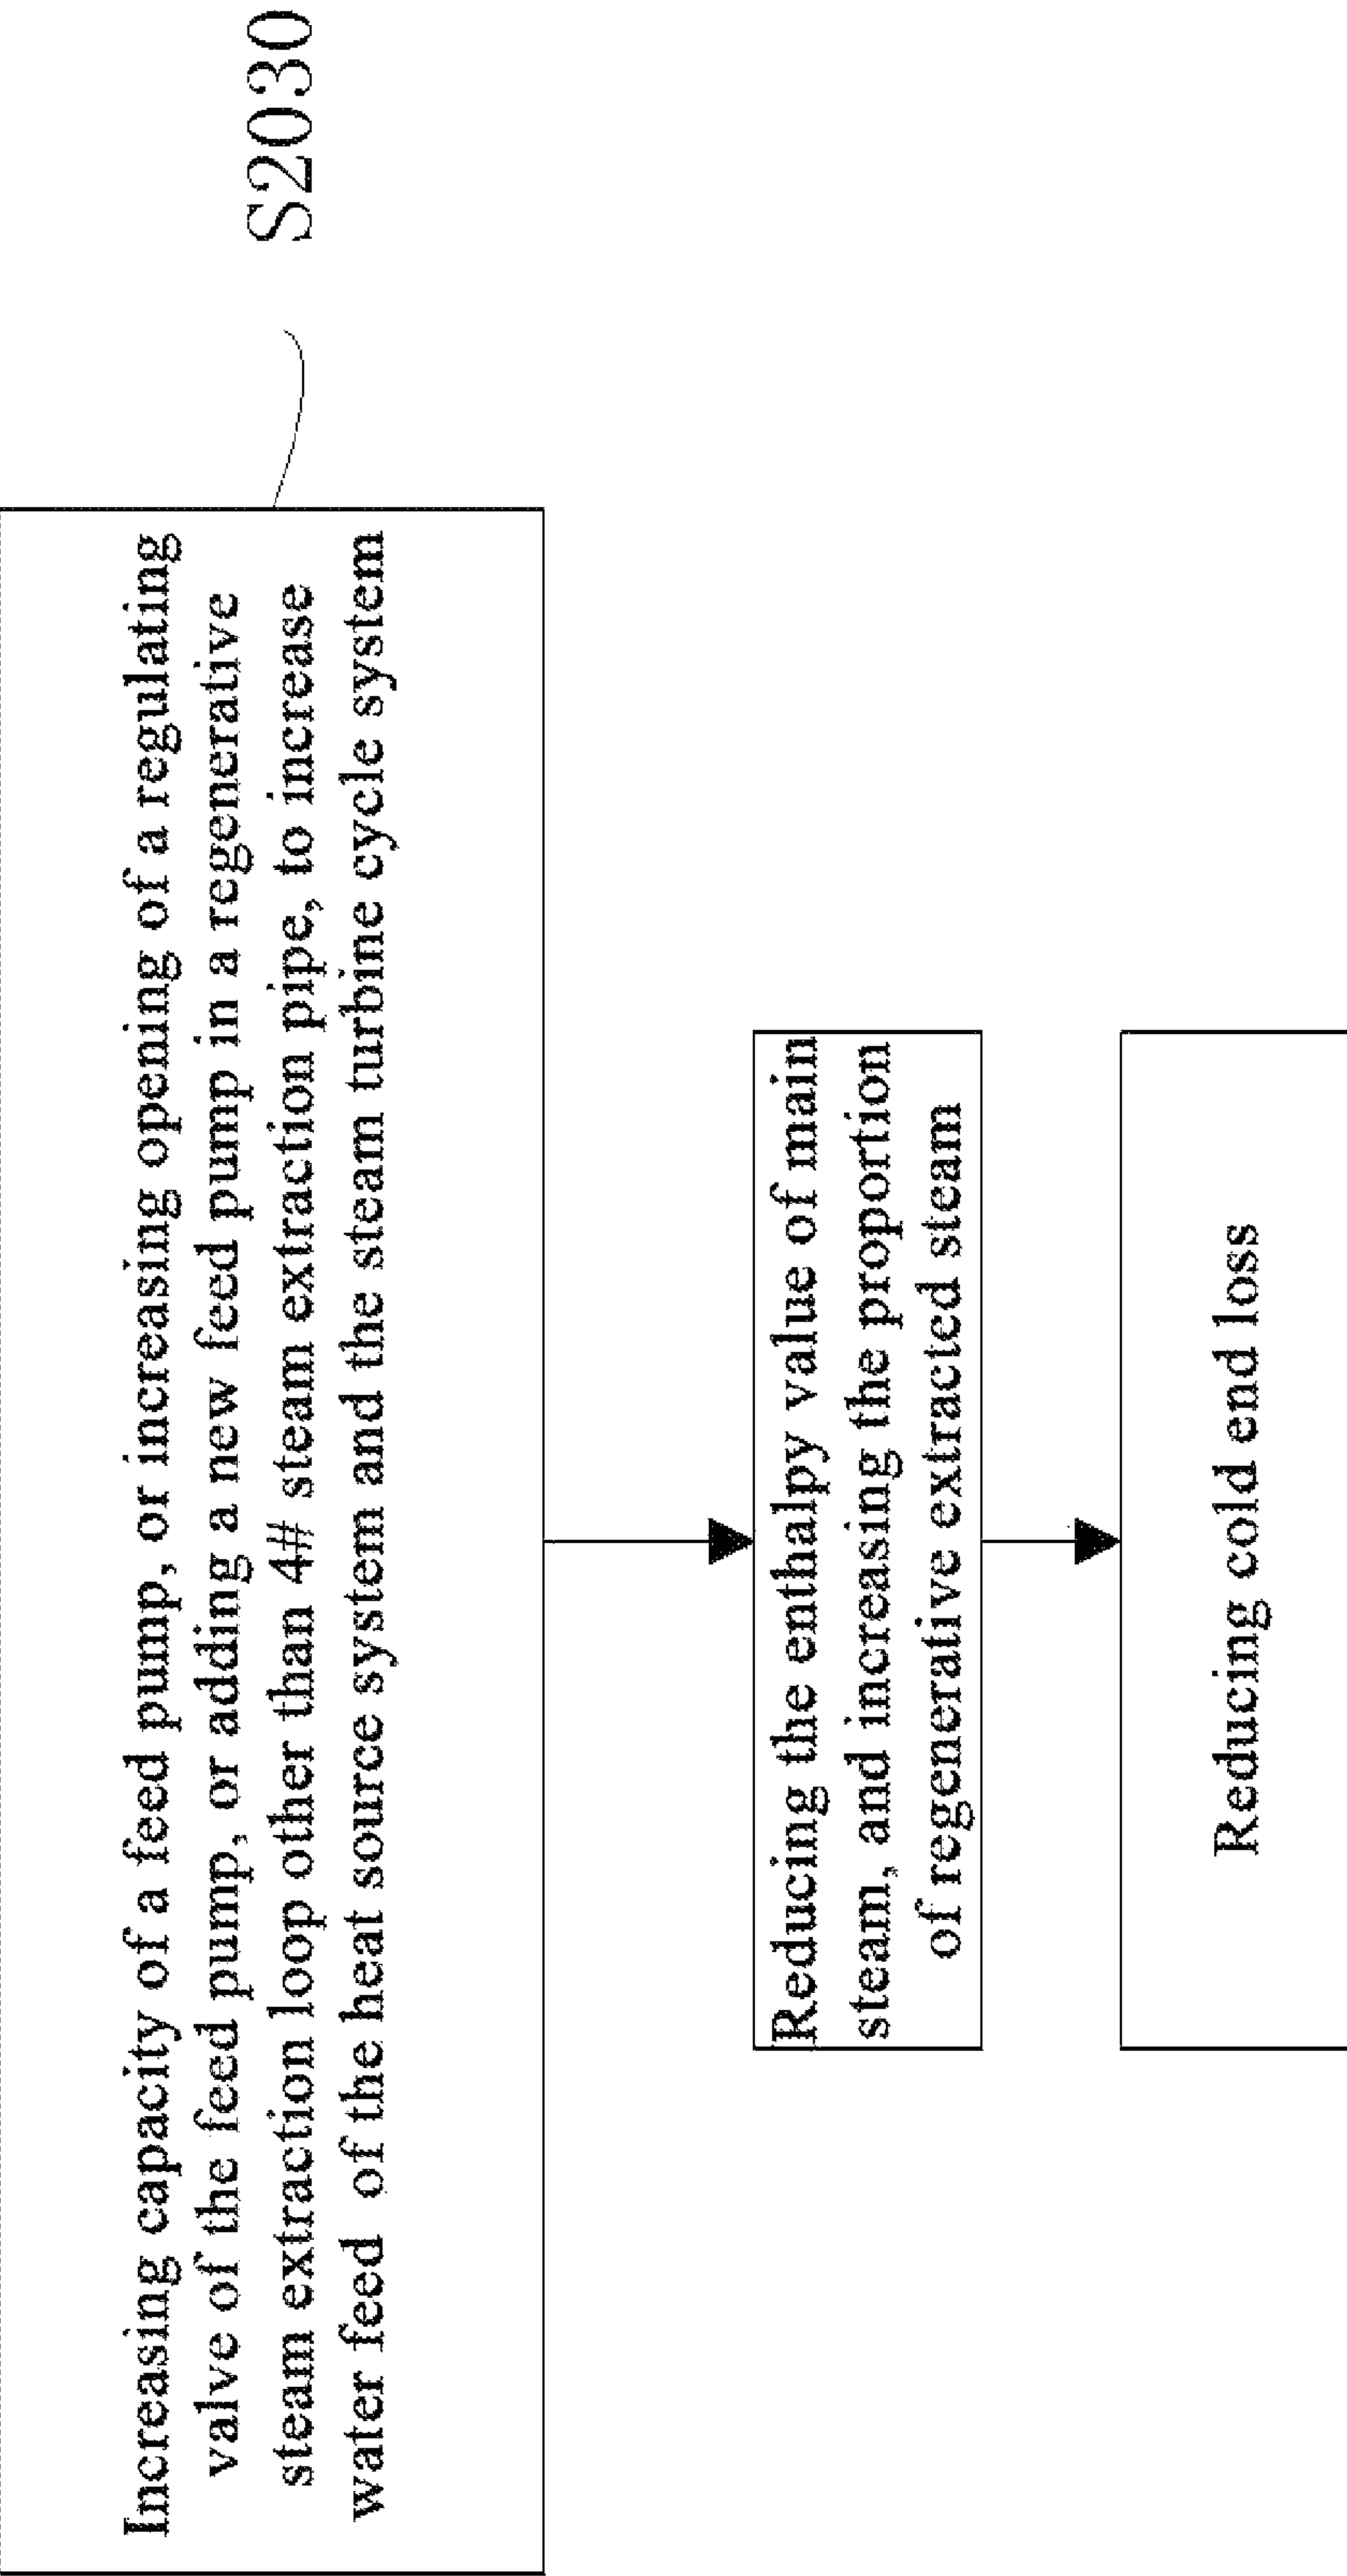 S2030
Increasing capacity of a feed pump, or increasing opening of a regulating
valve of the feed pump, or adding a new feed pump in a regenerative
steam extraction loop other than 4# steam extraction pipe, to increase
water feed of the heat source system and the steam turbine cycle system
Reducing the enthalpy value of main
steam, and increasing the proportion
of regenerative extracted steam
Reducing cold end loss